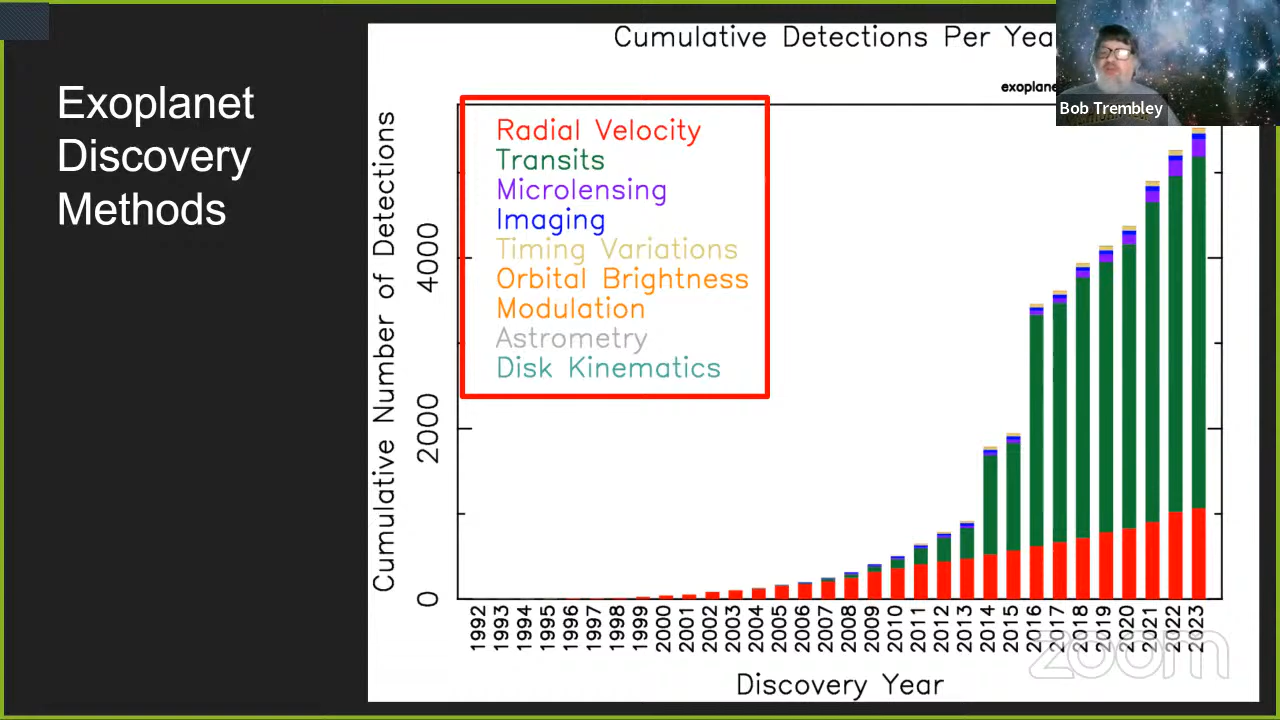 Exoplanet
Discovery
Methods
Cumulative Detections Per Yea
exoplane
Bob Trembley
Radial Velocity
Transits
Microlensing
Imaging
Timing Variations
Orbital Brightness
Modulation
Astrometry
Disk Kinematics
Cumulative Number of Detections
4000
2000
0
1992 1993 1994 1995 1996 1997 1998 1999 2000 2001 2002 2003 2004 2005 2006 2007 2008 2009 2010 2011 2012 2013 2014 2015 2016 2017 2018 2019 2020 2021 2022 2023
Discovery Year
zoom